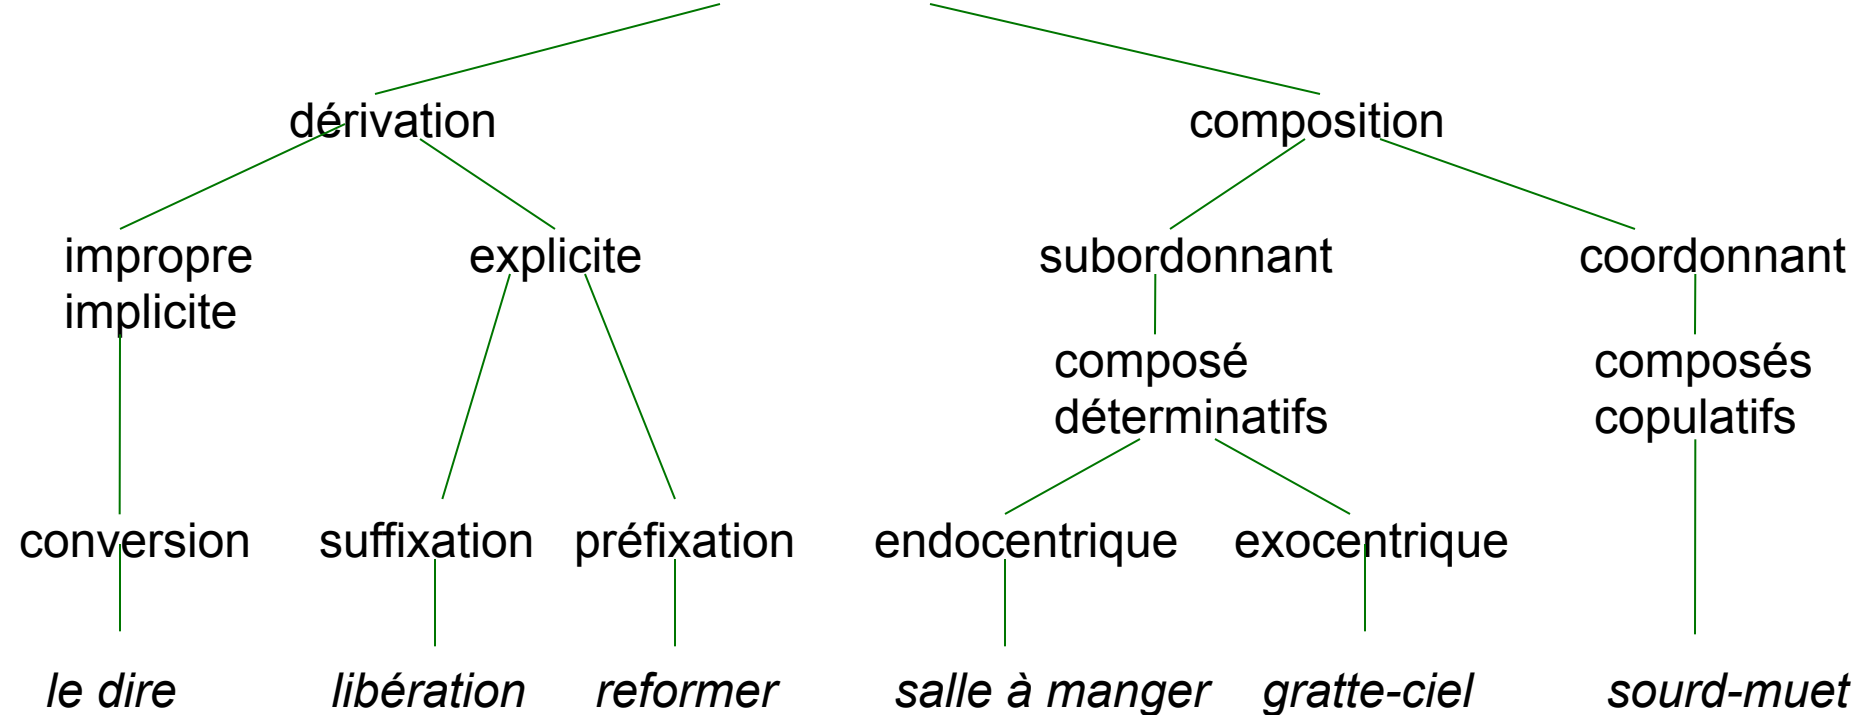 dérivation composition
impropre explicite subordonnant coordonnant
implicite
composé composés
déterminatifs copulatifs
conversion suffixation préfixation endocentrique exocentrique
le dire libération reformer salle à manger gratte-ciel sourd-muet